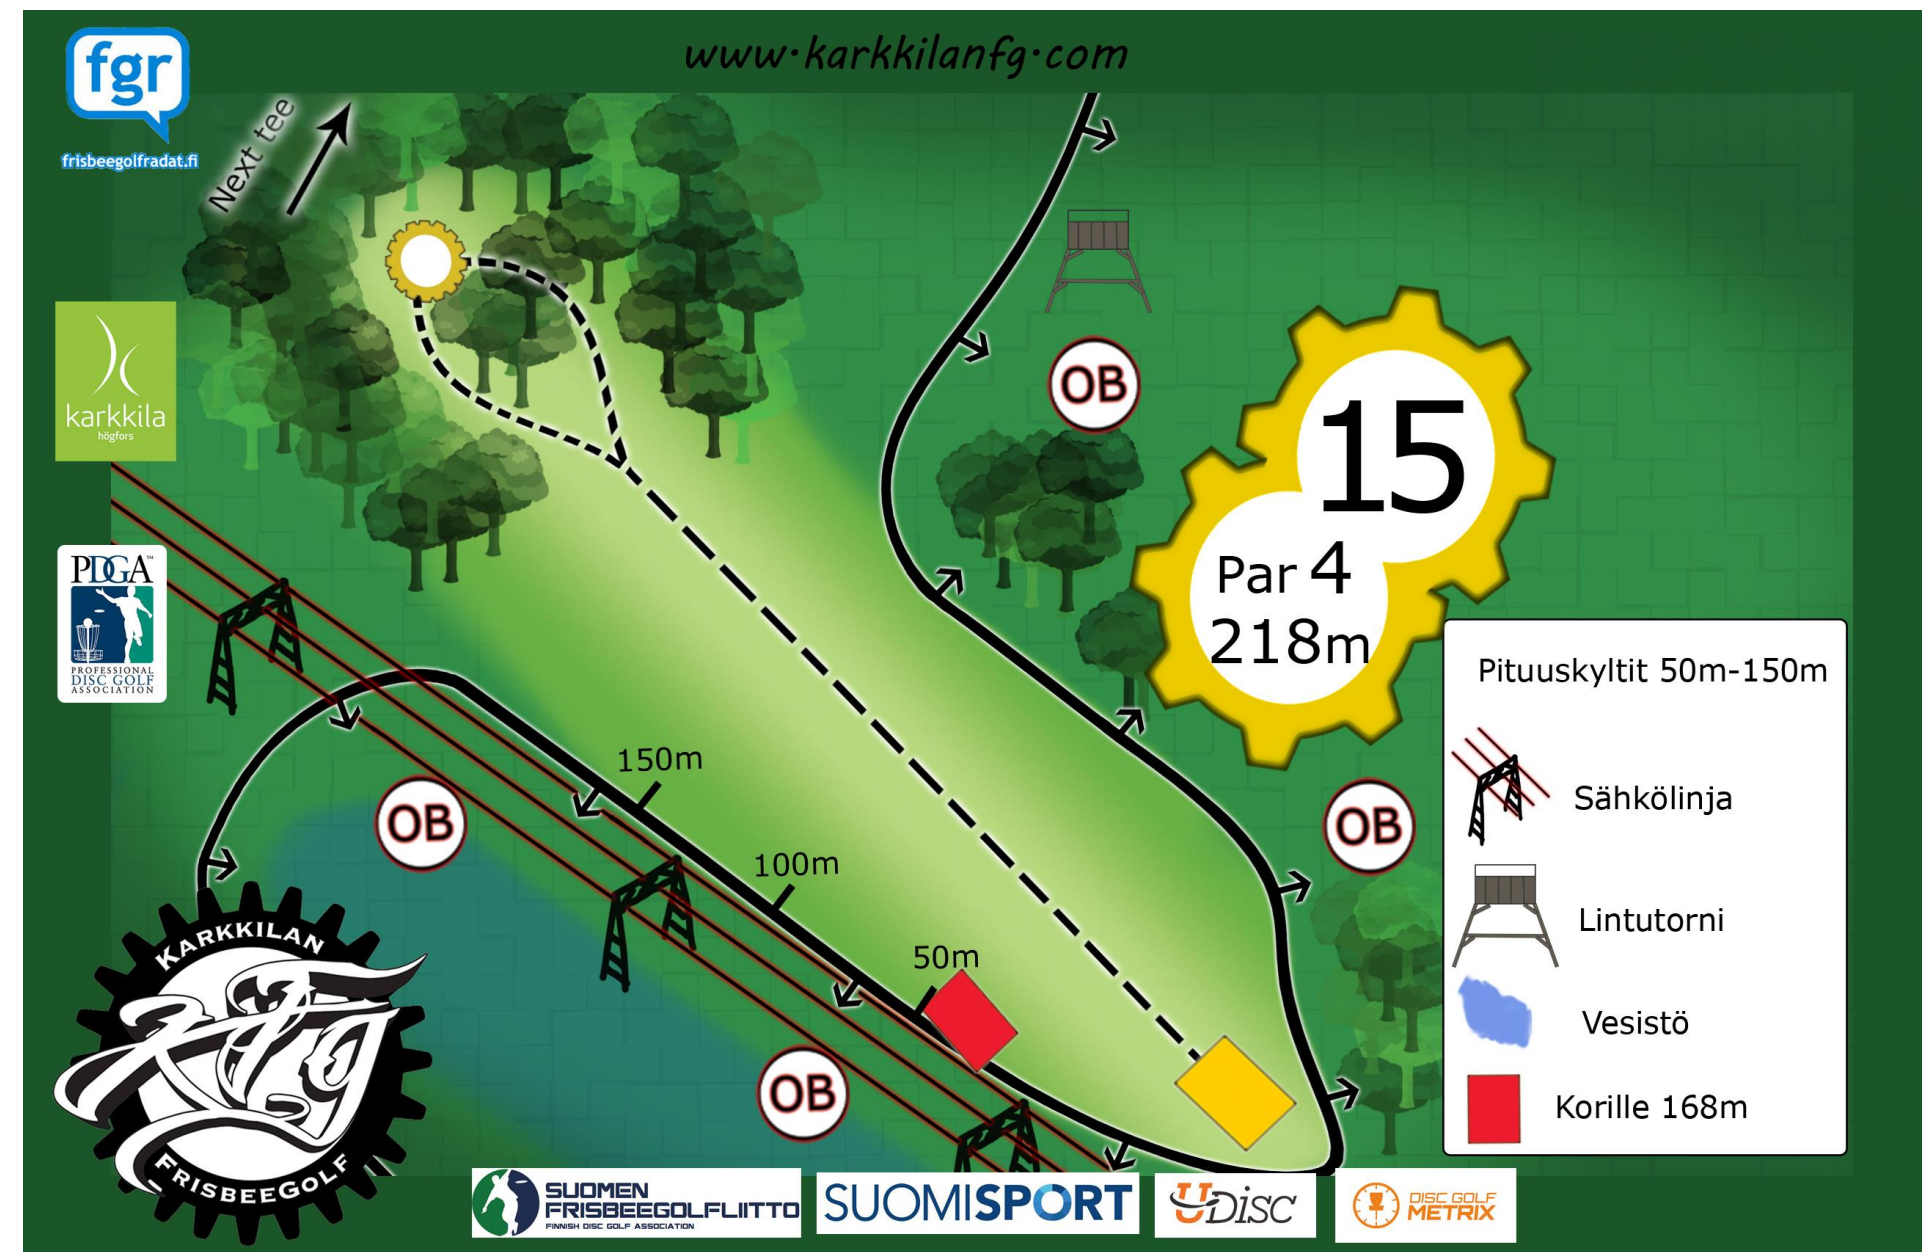 www.karkkilanfg.com
fgr
frisbeegolfradat.fi
Next tee
karkkila
högfors
OB
15
Par 4
218m
PDGA™
PROFESSIONAL
DISC GOLF
ASSOCIATION
Pituuskyltit 50m-150m
Sähkölinja
Lintutorni
Vesistö
Korille 168m
150m
100m
50m
OB
OB
OB
KARKKILAN
KFg
FRISBEEGOLF
SUOMEN
FRISBEEGOLFLIITTO
FINNISH DISC GOLF ASSOCIATION
SUOMISPORT
UDisc
DISC GOLF
METRIX